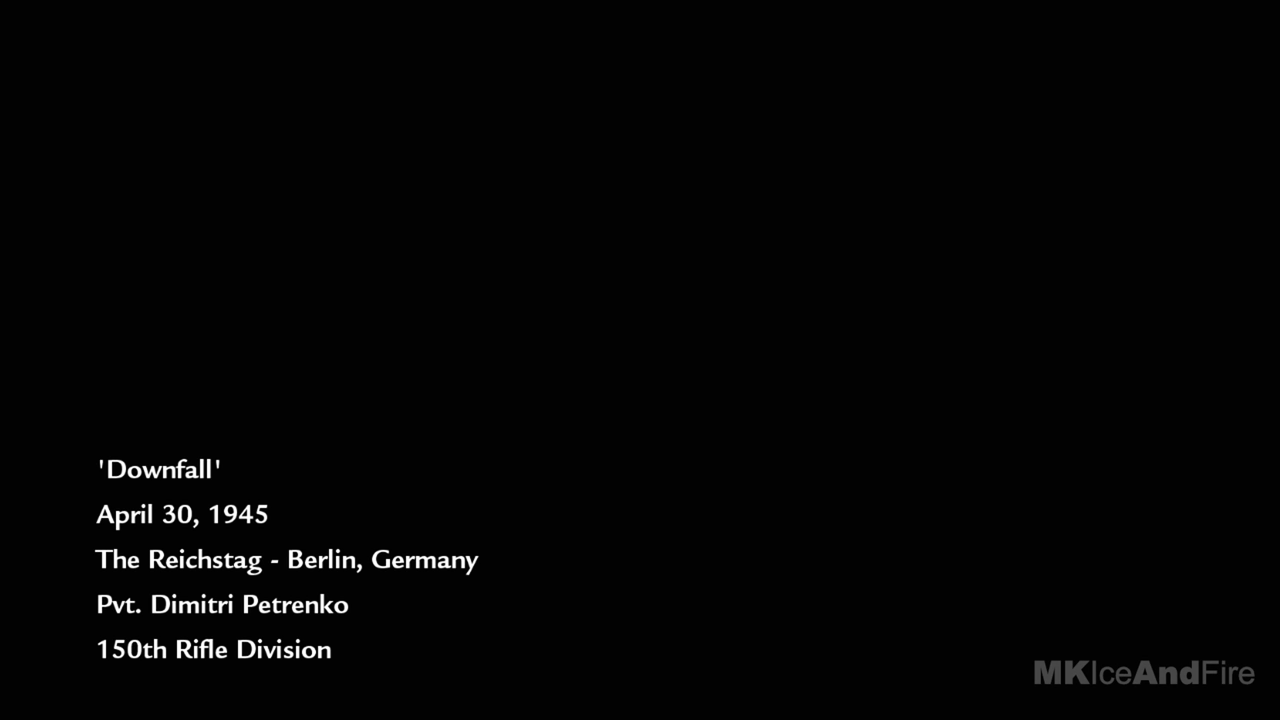 'Downfall'
April 30, 1945
The Reichstag - Berlin, Germany
Pvt. Dimitri Petrenko
150th Rifle Division
MKIceAndFire